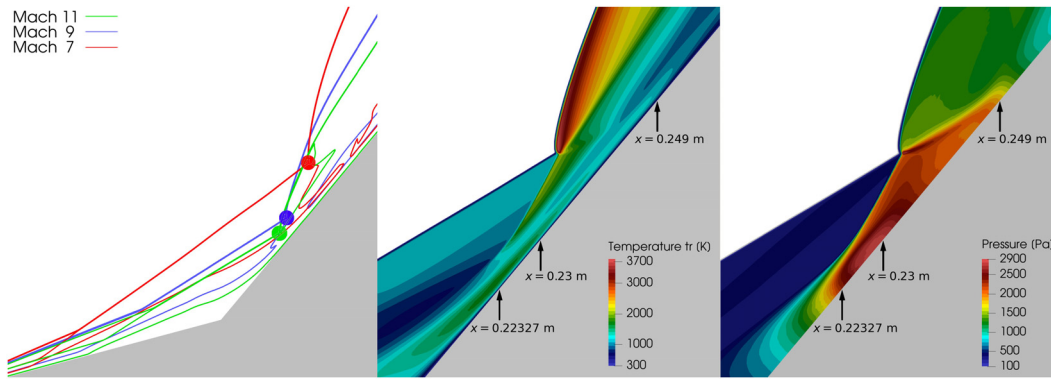 Mach 11
Mach 9
Mach 7
x = 0.249 m
x = 0.23 m
x = 0.22327 m
Temperature tr (K)
3700
3000
2000
1000
300
x = 0.249 m
x = 0.23 m
x = 0.22327 m
Pressure (Pa)
2900
2500
2000
1500
1000
500
100